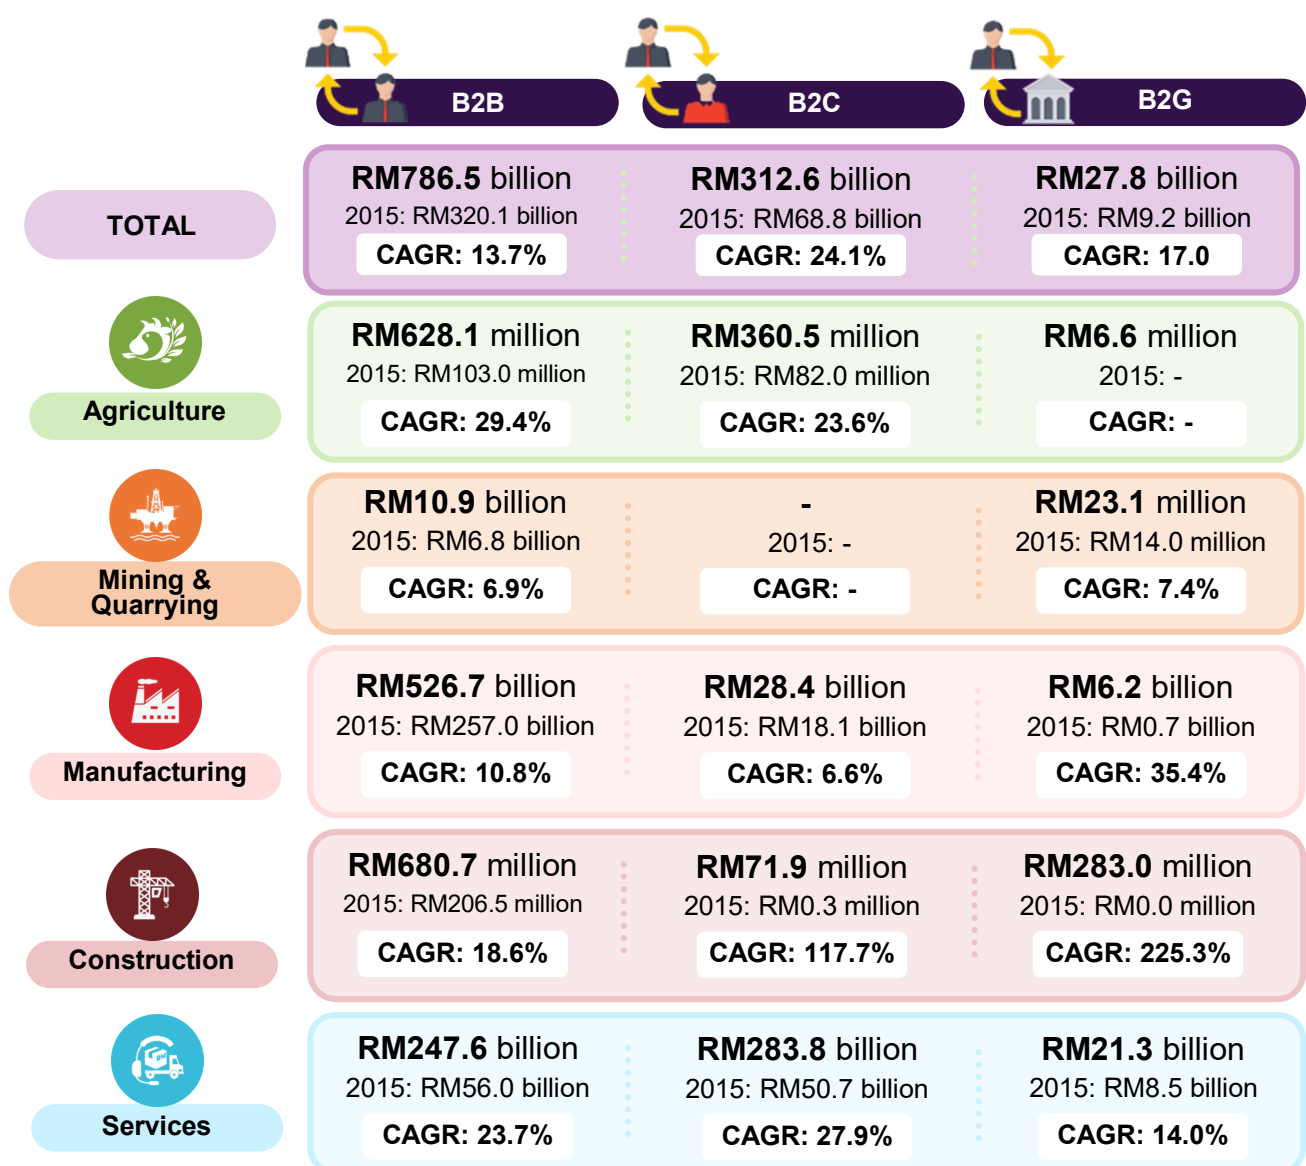 B2B
B2C
B2G
TOTAL
RM786.5 billion
2015: RM320.1 billion
CAGR: 13.7%
RM312.6 billion
2015: RM68.8 billion
CAGR: 24.1%
RM27.8 billion
2015: RM9.2 billion
CAGR: 17.0
Agriculture
RM628.1 million
2015: RM103.0 million
CAGR: 29.4%
RM360.5 million
2015: RM82.0 million
CAGR: 23.6%
RM6.6 million
2015: -
CAGR: -
Mining &
Quarrying
RM10.9 billion
2015: RM6.8 billion
CAGR: 6.9%
-
2015: -
CAGR: -
RM23.1 million
2015: RM14.0 million
CAGR: 7.4%
Manufacturing
RM526.7 billion
2015: RM257.0 billion
CAGR: 10.8%
RM28.4 billion
2015: RM18.1 billion
CAGR: 6.6%
RM6.2 billion
2015: RM0.7 billion
CAGR: 35.4%
Construction
RM680.7 million
2015: RM206.5 million
CAGR: 18.6%
RM71.9 million
2015: RM0.3 million
CAGR: 117.7%
RM283.0 million
2015: RM0.0 million
CAGR: 225.3%
Services
RM247.6 billion
2015: RM56.0 billion
CAGR: 23.7%
RM283.8 billion
2015: RM50.7 billion
CAGR: 27.9%
RM21.3 billion
2015: RM8.5 billion
CAGR: 14.0%